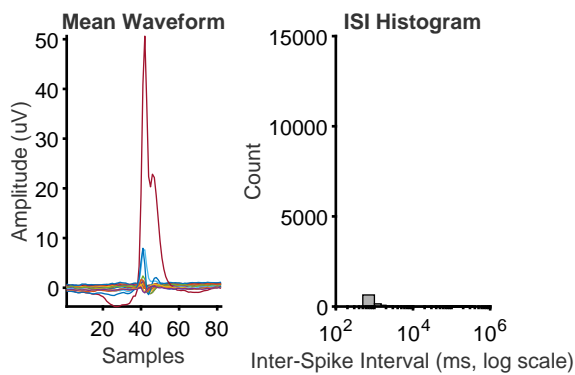 Mean Waveform
50
40
30
20
10
0
Amplitude (uV)
20 40 60 80
Samples
ISI Histogram
15000
10000
5000
0
Count
10^2 10^4 10^6
Inter-Spike Interval (ms, log scale)